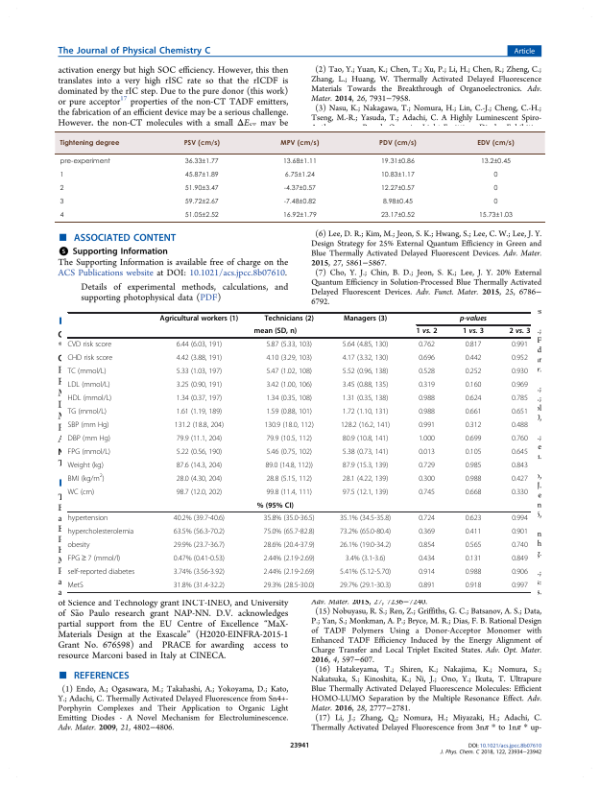 The Journal of Physical Chemistry C
Article
activation energy but high SOC efficiency. However, this then
translates into a very high rISC rate so that the rICDF is
dominated by the rIC step. Due to the pure donor (this work)
or pure acceptor17 properties of the non-CT TADF emitters,
the fabrication of an efficient device may be a serious challenge.
However, the non-CT molecules with a small ΔEST may be
(2) Tao, Y.; Yuan, K.; Chen, T.; Xu, P.; Li, H.; Chen, R.; Zheng, C.;
Zhang, L.; Huang, W. Thermally Activated Delayed Fluorescence
Materials Towards the Breakthrough of Organoelectronics. Adv.
Mater. 2014, 26, 7931−7958.
(3) Nasu, K.; Nakagawa, T.; Nomura, H.; Lin, C.-J.; Cheng, C.-H.;
Tseng, M.-R.; Yasuda, T.; Adachi, C. A Highly Luminescent Spiro-
Tightening degree PSV (cm/s) MPV (cm/s) PDV (cm/s) EDV (cm/s)
pre-experiment 36.33±1.77 13.68±1.11 19.31±0.86 13.2±0.45
1 45.87±1.89 6.75±1.24 10.83±1.17 0
2 51.90±3.47 -4.37±0.57 12.27±0.57 0
3 59.72±2.67 -7.48±0.82 8.98±0.45 0
4 51.05±2.52 16.92±1.79 23.17±0.52 15.73±1.03
■ ASSOCIATED CONTENT
S Supporting Information
The Supporting Information is available free of charge on the
ACS Publications website at DOI: 10.1021/acs.jpcc.8b07610.
Details of experimental methods, calculations, and
supporting photophysical data (PDF)
(6) Lee, D. R.; Kim, M.; Jeon, S. K.; Hwang, S.; Lee, C. W.; Lee, J. Y.
Design Strategy for 25% External Quantum Efficiency in Green and
Blue Thermally Activated Delayed Fluorescent Devices. Adv. Mater.
2015, 27, 5861−5867.
(7) Cho, Y. J.; Chin, B. D.; Jeon, S. K.; Lee, J. Y. 20% External
Quantum Efficiency in Solution-Processed Blue Thermally Activated
Delayed Fluorescent Devices. Adv. Funct. Mater. 2015, 25, 6786−
6792.
Agricultural workers (1) Technicians (2) Managers (3) p-values
mean (SD, n) 1 vs. 2 1 vs. 3 2 vs. 3
CVD risk score 6.44 (6.03, 191) 5.87 (5.33, 103) 5.64 (4.85, 130) 0.762 0.817 0.991
CHD risk score 4.42 (3.88, 191) 4.10 (3.29, 103) 4.17 (3.32, 130) 0.696 0.442 0.952
TC (mmol/L) 5.33 (1.03, 197) 5.47 (1.02, 108) 5.52 (0.96, 138) 0.528 0.252 0.930
LDL (mmol/L) 3.25 (0.90, 191) 3.42 (1.00, 106) 3.45 (0.88, 135) 0.319 0.160 0.969
HDL (mmol/L) 1.34 (0.37, 197) 1.34 (0.35, 108) 1.31 (0.35, 138) 0.988 0.624 0.785
TG (mmol/L) 1.61 (1.19, 189) 1.59 (0.88, 101) 1.72 (1.10, 131) 0.988 0.661 0.651
SBP (mm Hg) 131.2 (18.8, 204) 130.9 (18.0, 112) 128.2 (16.2, 141) 0.991 0.312 0.488
DBP (mm Hg) 79.9 (11.1, 204) 79.9 (10.5, 112) 80.9 (10.8, 141) 1.000 0.699 0.760
FPG (mmol/L) 5.22 (0.56, 190) 5.46 (0.75, 102) 5.38 (0.73, 141) 0.013 0.105 0.645
Weight (kg) 87.6 (14.3, 204) 89.0 (14.8, 112)) 87.9 (15.3, 139) 0.729 0.985 0.843
BMI (kg/m2) 28.0 (4.30, 204) 28.8 (5.15, 112) 28.1 (4.22, 139) 0.300 0.988 0.427
WC (cm) 98.7 (12.0, 202) 99.8 (11.4, 111) 97.5 (12.1, 139) 0.745 0.668 0.330
% (95% CI)
hypertension 40.2% (39.7-40.6) 35.8% (35.0-36.5) 35.1% (34.5-35.8) 0.724 0.623 0.994
hypercholesterolemia 63.5% (56.3-70.2) 75.0% (65.7-82.8) 73.2% (65.0-80.4) 0.369 0.411 0.901
obesity 29.9% (23.7-36.7) 28.6% (20.4-37.9) 26.1% (19.0-34.2) 0.854 0.565 0.740
FPG ≥ 7 (mmol/l) 0.47% (0.41-0.53) 2.44% (2.19-2.69) 3.4% (3.1-3.6) 0.434 0.131 0.849
self-reported diabetes 3.74% (3.56-3.92) 2.44% (2.19-2.69) 5.41% (5.12-5.70) 0.914 0.988 0.906
MetS 31.8% (31.4-32.2) 29.3% (28.5-30.0) 29.7% (29.1-30.3) 0.891 0.918 0.997
of Science and Technology grant INCT-INEO, and University
of São Paulo research grant NAP-NN. D.V. acknowledges
partial support from the EU Centre of Excellence “MaX-
Materials Design at the Exascale” (H2020-EINFRA-2015-1
Grant No. 676598) and PRACE for awarding access to
resource Marconi based in Italy at CINECA.
■ REFERENCES
(1) Endo, A.; Ogasawara, M.; Takahashi, A.; Yokoyama, D.; Kato,
Y.; Adachi, C. Thermally Activated Delayed Fluorescence from Sn4+-
Porphyrin Complexes and Their Application to Organic Light
Emitting Diodes - A Novel Mechanism for Electroluminescence.
Adv. Mater. 2009, 21, 4802−4806.
Adv. Mater. 2015, 27, 7236−7240.
(15) Nobuyasu, R. S.; Ren, Z.; Griffiths, G. C.; Batsanov, A. S.; Data,
P.; Yan, S.; Monkman, A. P.; Bryce, M. R.; Dias, F. B. Rational Design
of TADF Polymers Using a Donor-Acceptor Monomer with
Enhanced TADF Efficiency Induced by the Energy Alignment of
Charge Transfer and Local Triplet Excited States. Adv. Opt. Mater.
2016, 4, 597−607.
(16) Hatakeyama, T.; Shiren, K.; Nakajima, K.; Nomura, S.;
Nakatsuka, S.; Kinoshita, K.; Ni, J.; Ono, Y.; Ikuta, T. Ultrapure
Blue Thermally Activated Delayed Fluorescence Molecules: Efficient
HOMO-LUMO Separation by the Multiple Resonance Effect. Adv.
Mater. 2016, 28, 2777−2781.
(17) Li, J.; Zhang, Q.; Nomura, H.; Miyazaki, H.; Adachi, C.
Thermally Activated Delayed Fluorescence from 3nπ* to 1nπ* up-
23941
DOI: 10.1021/acs.jpcc.8b07610
J. Phys. Chem. C 2018, 122, 23934−23942